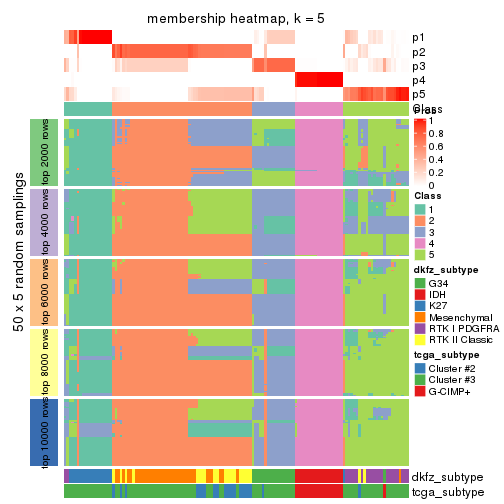 membership heatmap, k = 5
p1
p2
p3
p4
p5
Class
Prob
1
0.8
0.6
0.4
0.2
0
Class
1
2
3
4
5
dkfz_subtype
G34
IDH
K27
Mesenchymal
RTK I PDGFRA
RTK II Classic
tcga_subtype
Cluster #2
Cluster #3
G-CIMP+
50 x 5 random samplings
top 2000 rows
top 4000 rows
top 6000 rows
top 8000 rows
top 10000 rows
dkfz_subtype
tcga_subtype